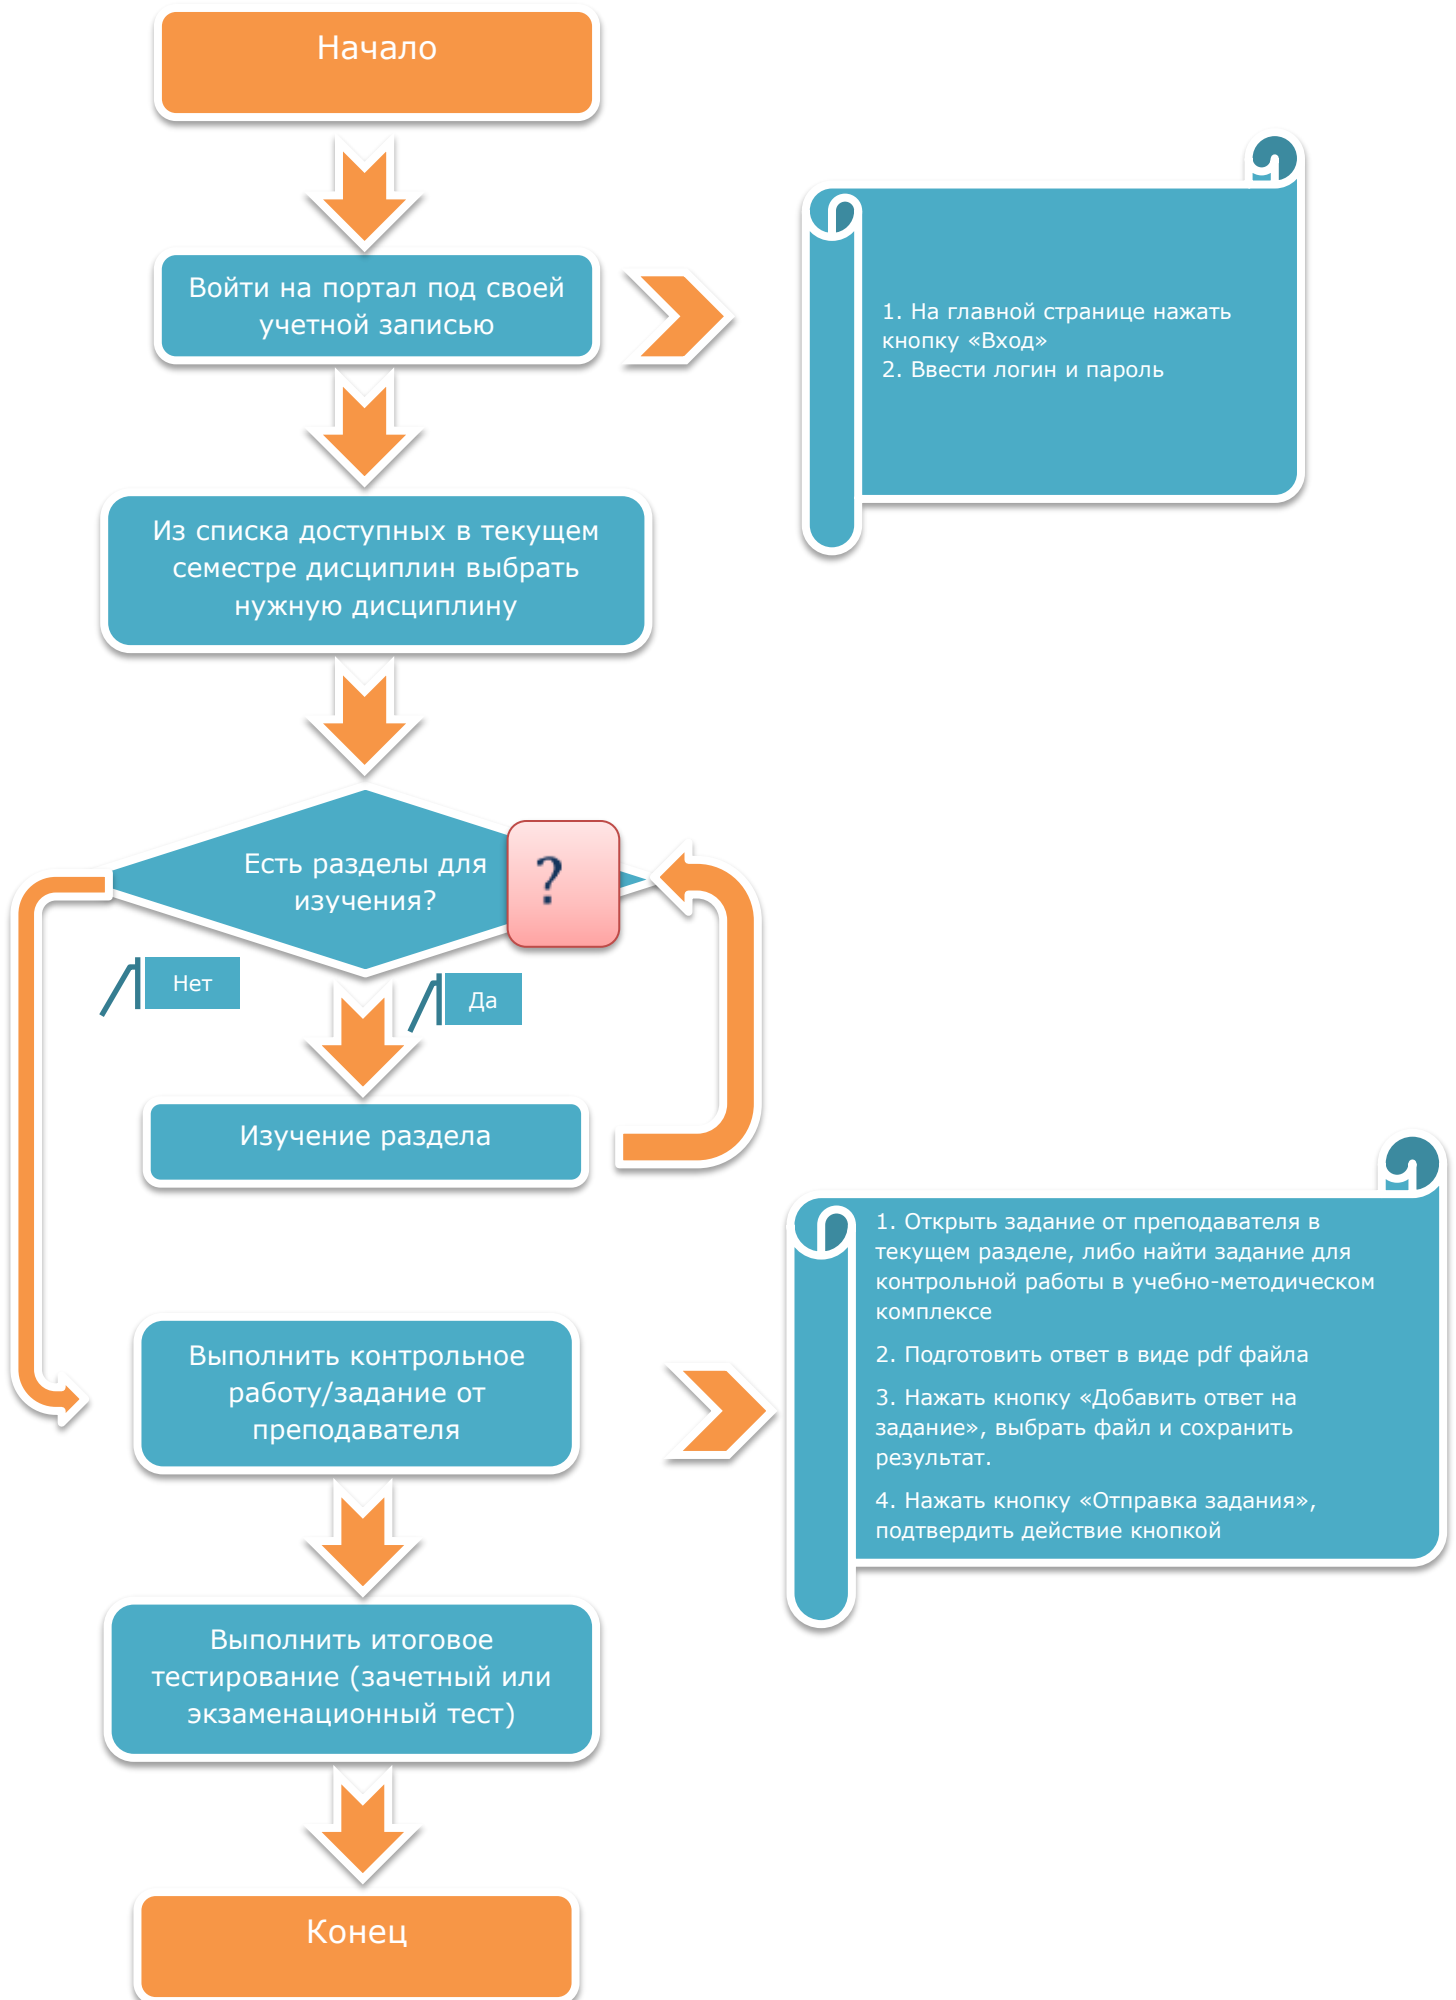 Начало
Войти на портал под своей
учетной записью
1. На главной странице нажать
кнопку «Вход»
2. Ввести логин и пароль
Из списка доступных в текущем
семестре дисциплин выбрать
нужную дисциплину
Есть разделы для
изучения?
?
Нет
Да
Изучение раздела
Выполнить контрольное
работу/задание от
преподавателя
1. Открыть задание от преподавателя в
текущем разделе, либо найти задание для
контрольной работы в учебно-методическом
комплексе
2. Подготовить ответ в виде pdf файла
3. Нажать кнопку «Добавить ответ на
задание», выбрать файл и сохранить
результат.
4. Нажать кнопку «Отправка задания»,
подтвердить действие кнопкой
Выполнить итоговое
тестирование (зачетный или
экзаменационный тест)
Конец